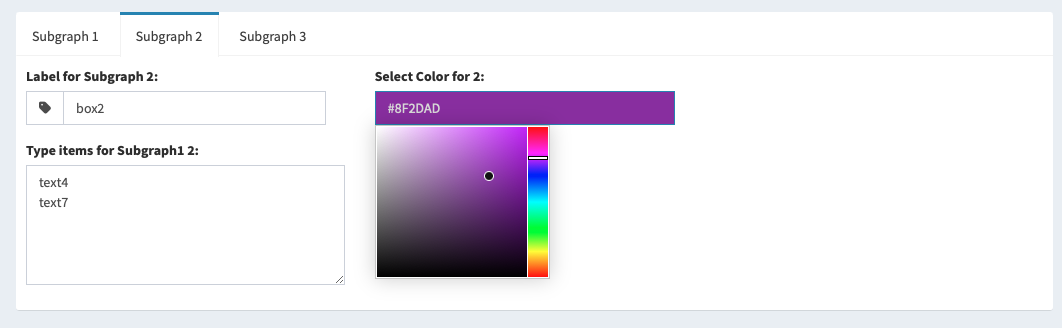 Subgraph 1
Subgraph 2
Subgraph 3
Label for Subgraph 2:
box2
Select Color for 2:
#8F2DAD
Type items for Subgraph1 2:
text4
text7